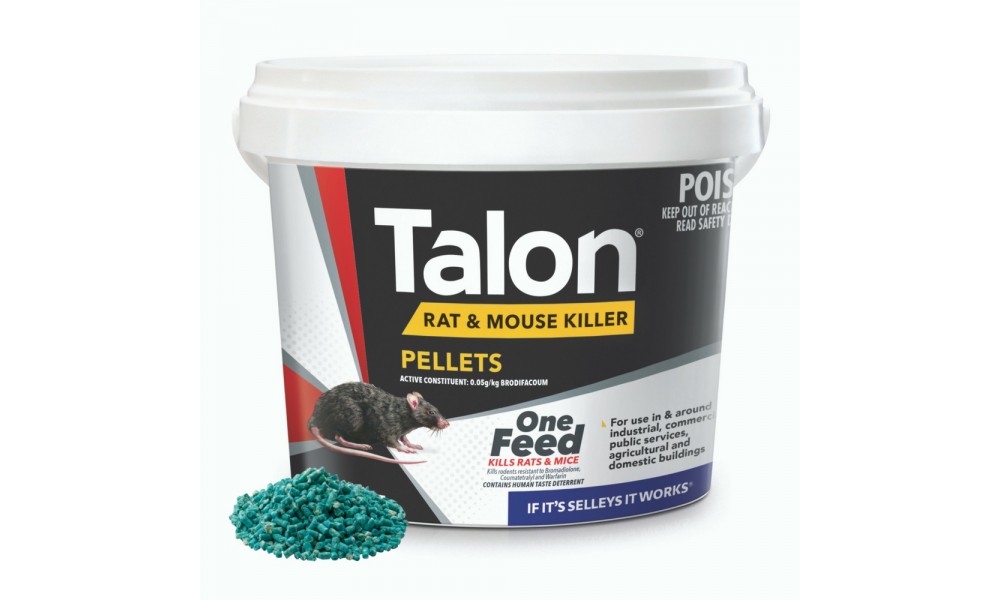 POIS
KEEP OUT OF REAC
READ SAFETY
Talon®
RAT & MOUSE KILLER
PELLETS
ACTIVE CONSTITUENT: 0.05g/kg BRODIFACOUM
One
Feed
KILLS RATS & MICE
Kills rodents resistant to Bromadiolone,
Coumatetralyl and Warfarin
CONTAINS HUMAN TASTE DETERRENT
For use in & around
industrial, commerc
public services,
agricultural and
domestic buildings
IF IT'S SELLEYS IT WORKS®